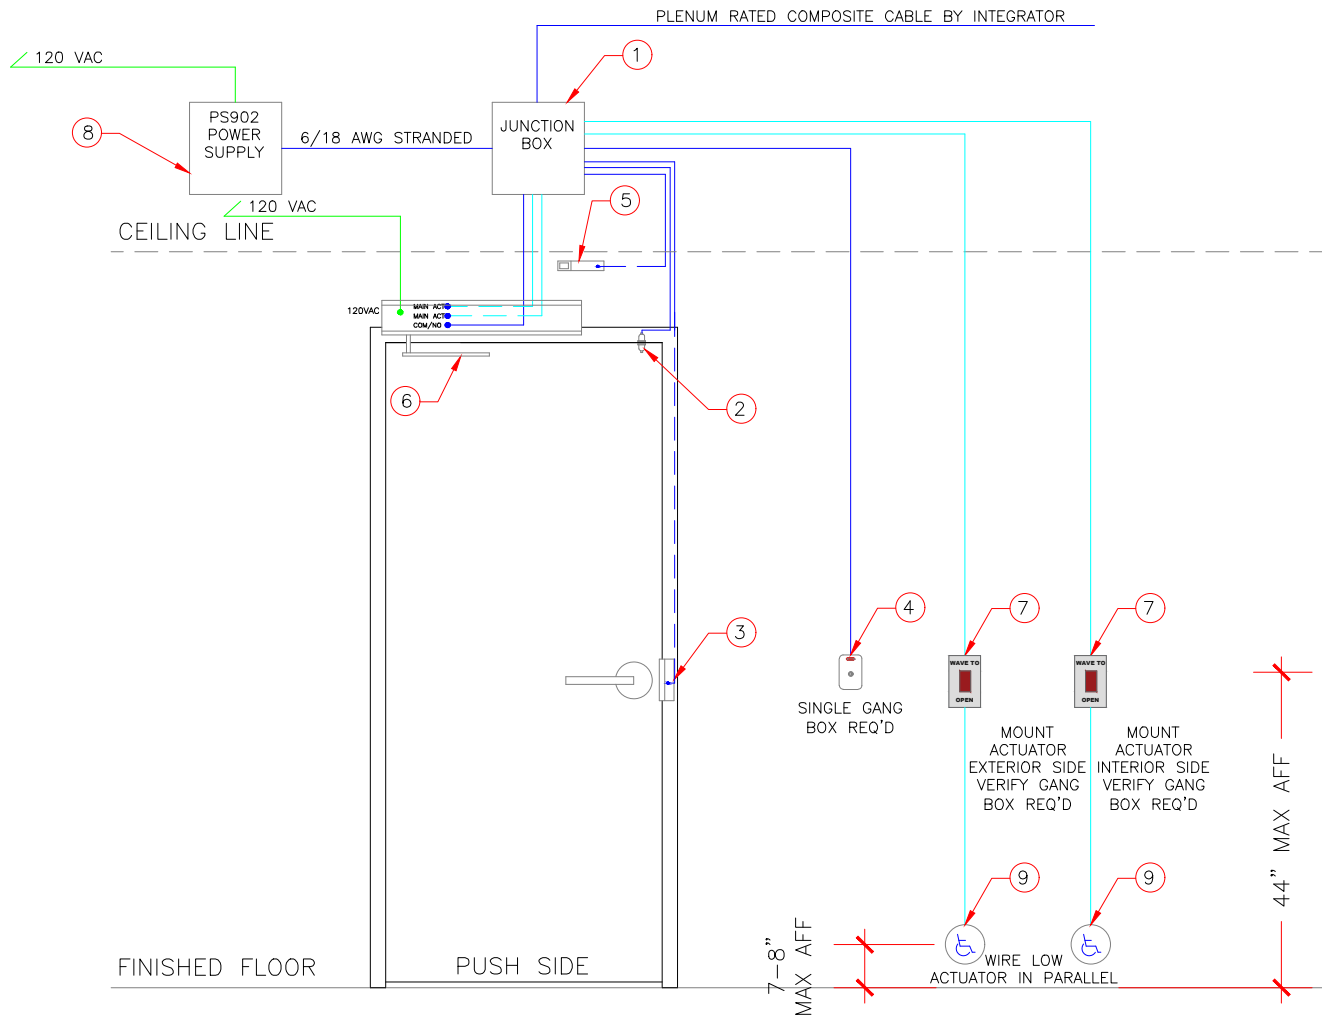 PLENUM RATED COMPOSITE CABLE BY INTEGRATOR
120 VAC
1
PS902
POWER
SUPPLY
8
6/18 AWG STRANDED
JUNCTION
BOX
120 VAC
5
CEILING LINE
120VAC
MAIN ACT
MAIN ACT
COM/NO
6
2
3
4
7
7
WAVE TO
OPEN
WAVE TO
OPEN
SINGLE GANG
BOX REQ'D
MOUNT
ACTUATOR
EXTERIOR SIDE
VERIFY GANG
BOX REQ'D
MOUNT
ACTUATOR
INTERIOR SIDE
VERIFY GANG
BOX REQ'D
44" MAX AFF
9
9
7-8"
MAX AFF
WIRE LOW
ACTUATOR IN PARALLEL
FINISHED FLOOR
PUSH SIDE